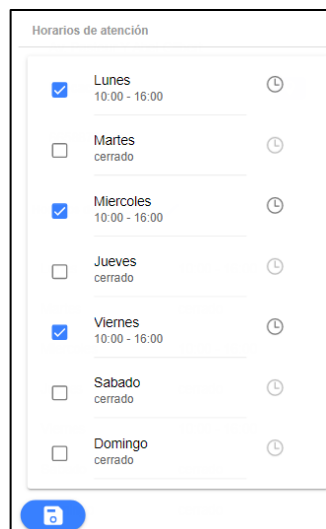 Horarios de atención
Lunes
10:00 - 16:00
Martes
cerrado
Miercoles
10:00 - 16:00
Jueves
cerrado
Viernes
10:00 - 16:00
Sabado
cerrado
Domingo
cerrado